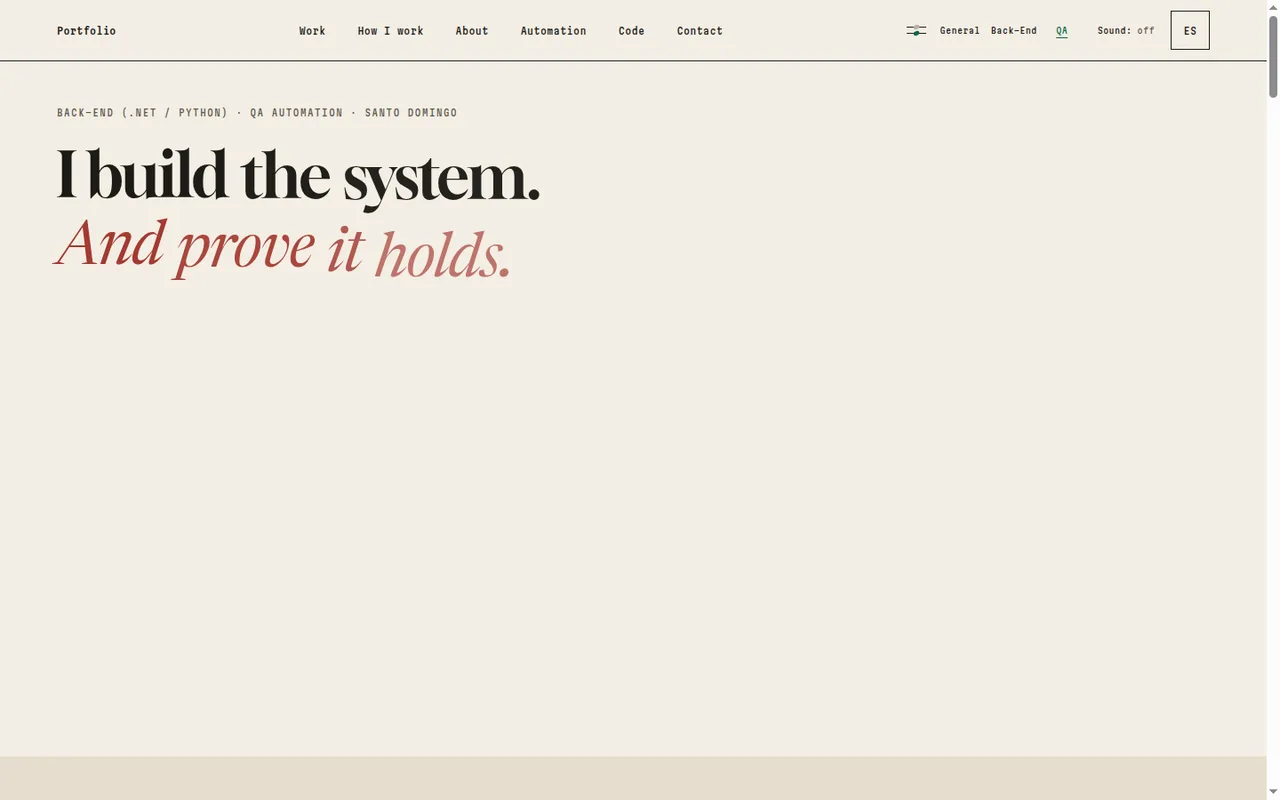 Portfolio
Work How I work About Automation Code Contact
General Back-End QA Sound: off ES
BACK-END (.NET / PYTHON) · QA AUTOMATION · SANTO DOMINGO
I build the system.
And prove it holds.